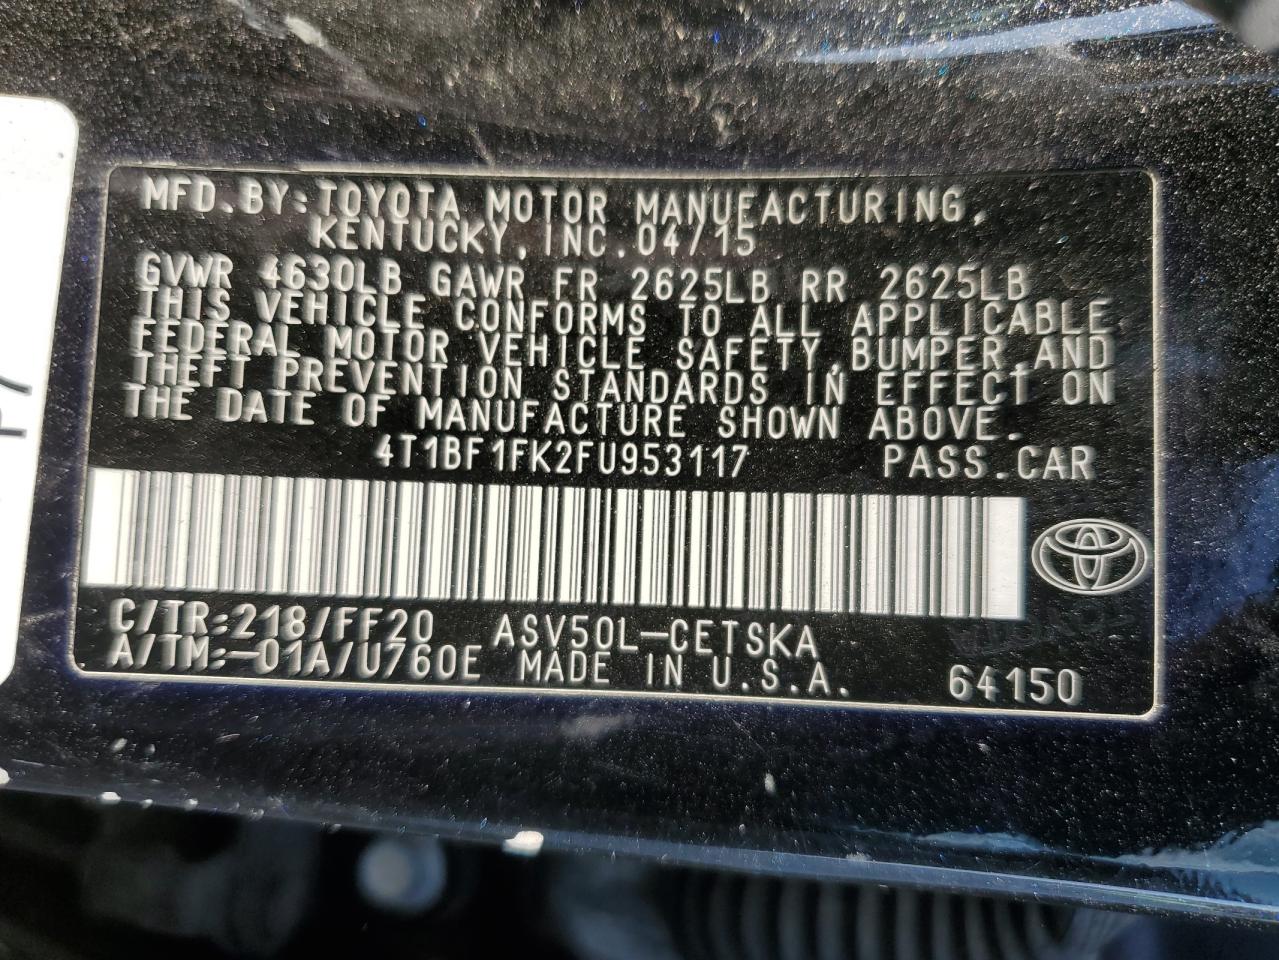 MFD.BY:TOYOTA MOTOR MANUFACTURING,
KENTUCKY, INC. 04/15
GVWR 4630LB GAWR FR 2625LB RR 2625LB
THIS VEHICLE CONFORMS TO ALL APPLICABLE
FEDERAL MOTOR VEHICLE SAFETY,BUMPER,AND
THEFT PREVENTION STANDARDS IN EFFECT ON
THE DATE OF MANUFACTURE SHOWN ABOVE.
4T1BF1FK2FU953117 PASS.CAR
C/TR:218/FF20 ASV50L-CETSKA
A/TM:-01A/U760E MADE IN U.S.A. 64150
TOYOTA